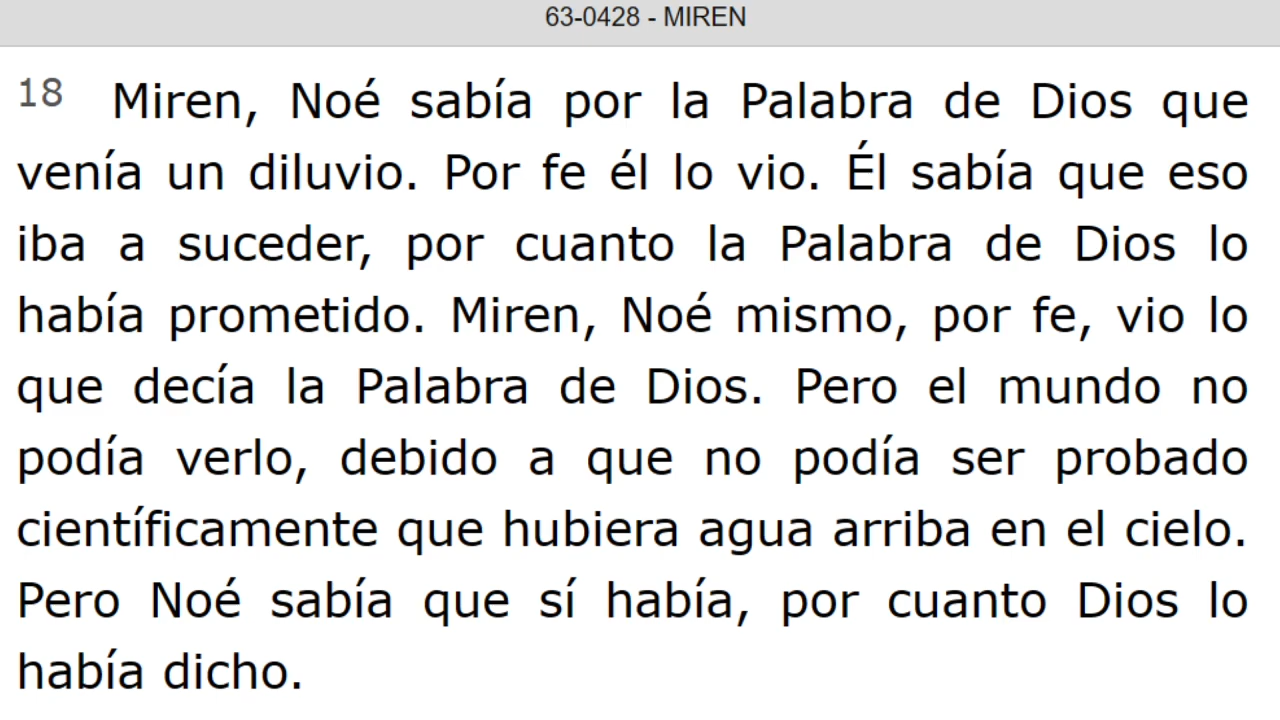 63-0428 - MIREN
18 Miren, Noé sabía por la Palabra de Dios que
venía un diluvio. Por fe él lo vio. Él sabía que eso
iba a suceder, por cuanto la Palabra de Dios lo
había prometido. Miren, Noé mismo, por fe, vio lo
que decía la Palabra de Dios. Pero el mundo no
podía verlo, debido a que no podía ser probado
científicamente que hubiera agua arriba en el cielo.
Pero Noé sabía que sí había, por cuanto Dios lo
había dicho.